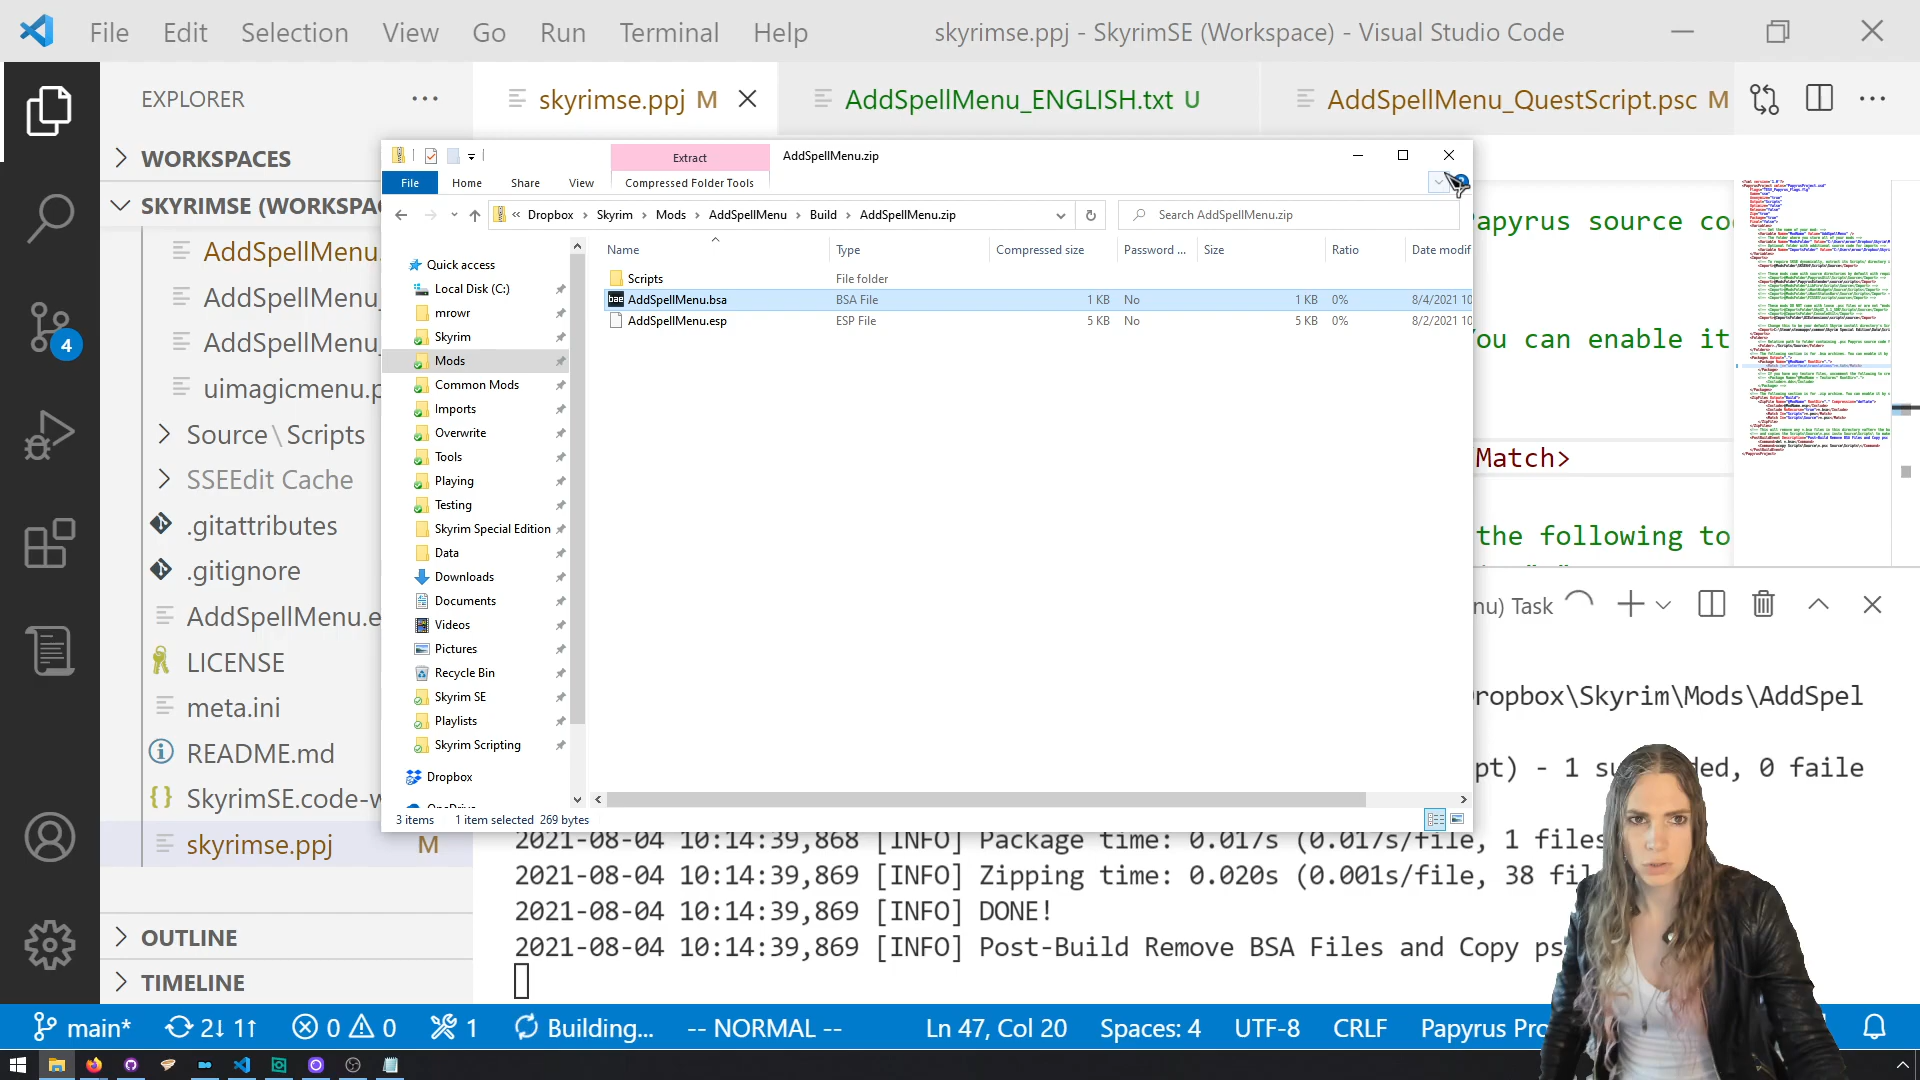 File Edit Selection View Go Run Terminal Help skyrimse.ppj - SkyrimSE (Workspace) - Visual Studio Code
EXPLORER
skyrimse.ppj M
AddSpellMenu_ENGLISH.txt U
AddSpellMenu_QuestScript.psc M
WORKSPACES
SKYRIMSE (WORKSPA
AddSpellMenu.
AddSpellMenu_
AddSpellMenu_
uimagicmenu.p
Source\Scripts
SSEEdit Cache
.gitattributes
.gitignore
AddSpellMenu.e
LICENSE
meta.ini
README.md
SkyrimSE.code-w
skyrimse.ppj M
OUTLINE
TIMELINE
4
Extract AddSpellMenu.zip
File Home Share View Compressed Folder Tools
« Dropbox › Skyrim › Mods › AddSpellMenu › Build › AddSpellMenu.zip
Search AddSpellMenu.zip
Name Type Compressed size Password ... Size Ratio Date modif
Scripts File folder
AddSpellMenu.bsa BSA File 1 KB No 1 KB 0% 8/4/2021 10
AddSpellMenu.esp ESP File 5 KB No 5 KB 0% 8/2/2021 10
bae
Quick access
Local Disk (C:)
mrowr
Skyrim
Mods
Common Mods
Imports
Overwrite
Tools
Playing
Testing
Skyrim Special Edition
Data
Downloads
Documents
Videos
Pictures
Recycle Bin
Skyrim SE
Playlists
Skyrim Scripting
Dropbox
3 items 1 item selected 269 bytes
Papyrus source co
You can enable it
Match>
the following to
nu) Task
ropbox\Skyrim\Mods\AddSpel
pt) - 1 su ded, 0 faile
2021-08-04 10:14:39,868 [INFO] Package time: 0.017s (0.017s/file, 1 files
2021-08-04 10:14:39,869 [INFO] Zipping time: 0.020s (0.001s/file, 38 fil
2021-08-04 10:14:39,869 [INFO] DONE!
2021-08-04 10:14:39,869 [INFO] Post-Build Remove BSA Files and Copy ps
main* 2↓ 1↑ 0 0 1 Building... -- NORMAL -- Ln 47, Col 20 Spaces: 4 UTF-8 CRLF Papyrus Pro